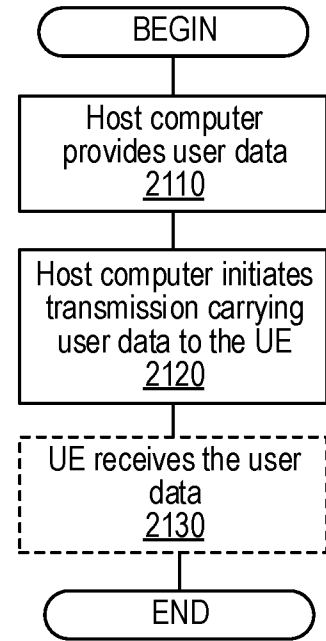 BEGIN
Host computer
provides user data
2110
Host computer initiates
transmission carrying
user data to the UE
2120
UE receives the user
data
2130
END